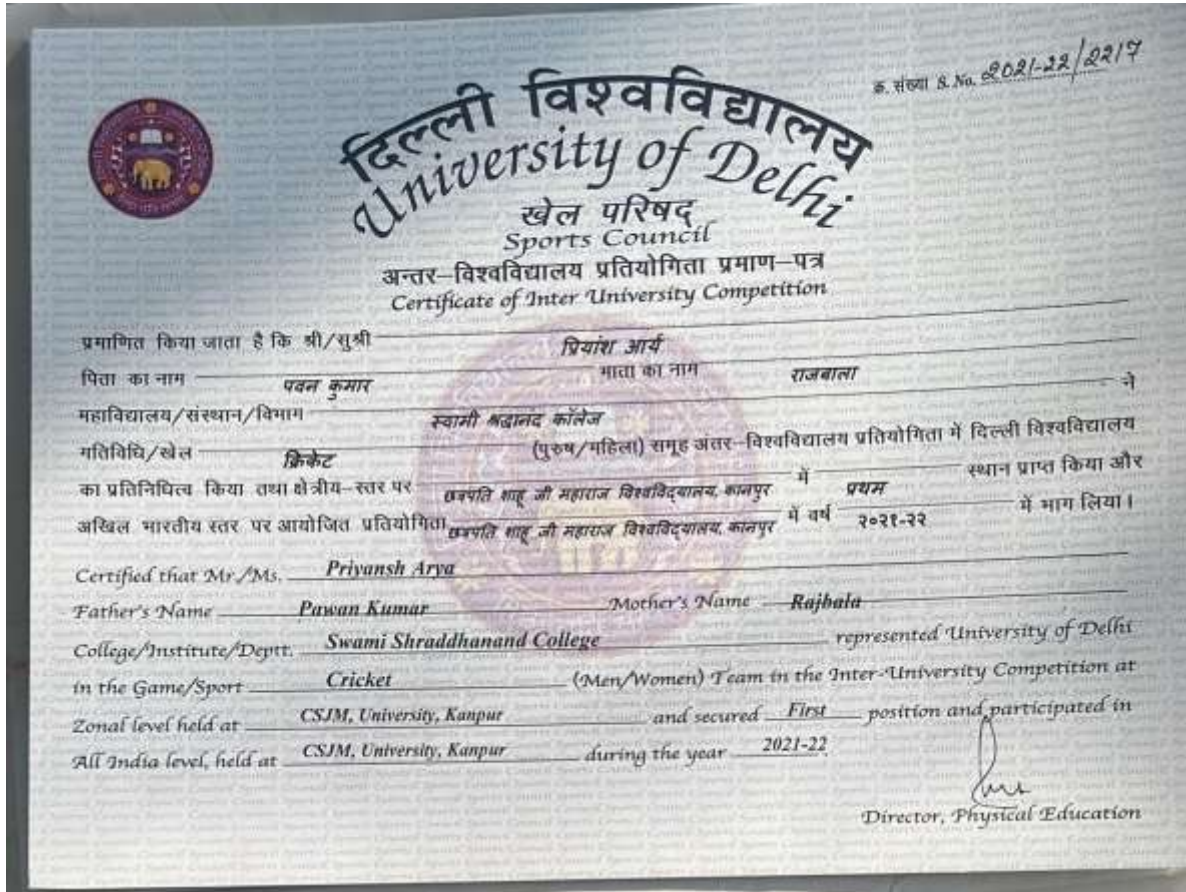 क्र. संख्या S. No. 2021-22/2217
दिल्ली विश्वविद्यालय
University of Delhi
खेल परिषद्
Sports Council
अन्तर–विश्वविद्यालय प्रतियोगिता प्रमाण–पत्र
Certificate of Inter University Competition
प्रमाणित किया जाता है कि श्री/सुश्री प्रियांश आर्य
पिता का नाम पवन कुमार माता का नाम राजबाला
महाविद्यालय/संस्थान/विभाग स्वामी श्रद्धानंद कॉलेज ने
गतिविधि/खेल क्रिकेट (पुरुष/महिला) समूह अंतर–विश्वविद्यालय प्रतियोगिता में दिल्ली विश्वविद्यालय
का प्रतिनिधित्व किया तथा क्षेत्रीय–स्तर पर छत्रपति शाहू जी महाराज विश्वविद्यालय, कानपुर में प्रथम स्थान प्राप्त किया और
अखिल भारतीय स्तर पर आयोजित प्रतियोगिता छत्रपति शाहू जी महाराज विश्वविद्यालय, कानपुर में वर्ष २०२१-२२ में भाग लिया।
Certified that Mr./Ms. Priyansh Arya
Father's Name Pawan Kumar Mother's Name Rajbala
College/Institute/Deptt. Swami Shraddhanand College represented University of Delhi
in the Game/Sport Cricket (Men/Women) Team in the Inter-University Competition at
Zonal level held at CSJM, University, Kanpur and secured First position and participated in
All India level, held at CSJM, University, Kanpur during the year 2021-22
Director, Physical Education